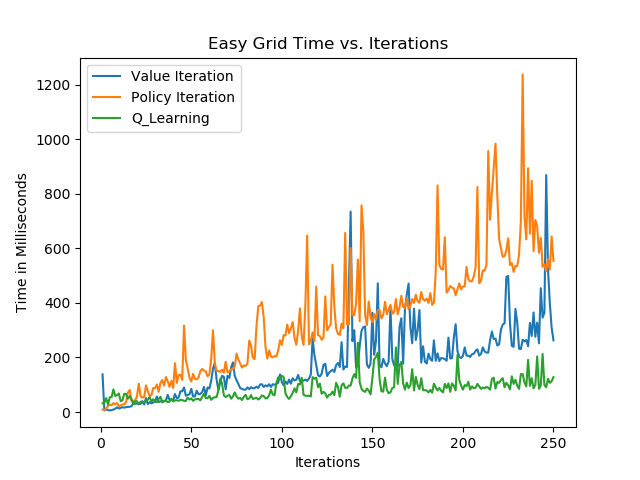 Easy Grid Time vs. Iterations
Value Iteration
Policy Iteration
Q_Learning
Time in Milliseconds
1200
1000
800
600
400
200
0
0 50 100 150 200 250
Iterations